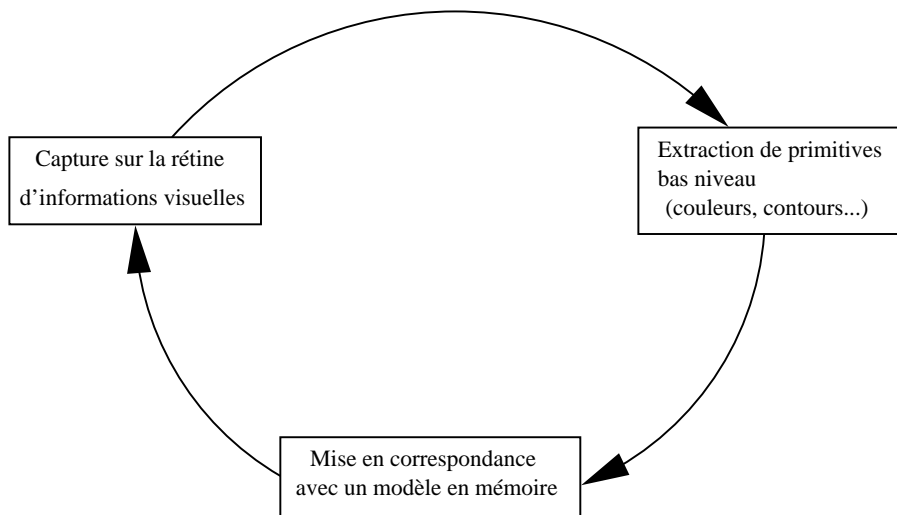 Capture sur la rétine
d'informations visuelles
Extraction de primitives
bas niveau
(couleurs, contours...)
Mise en correspondance
avec un modèle en mémoire